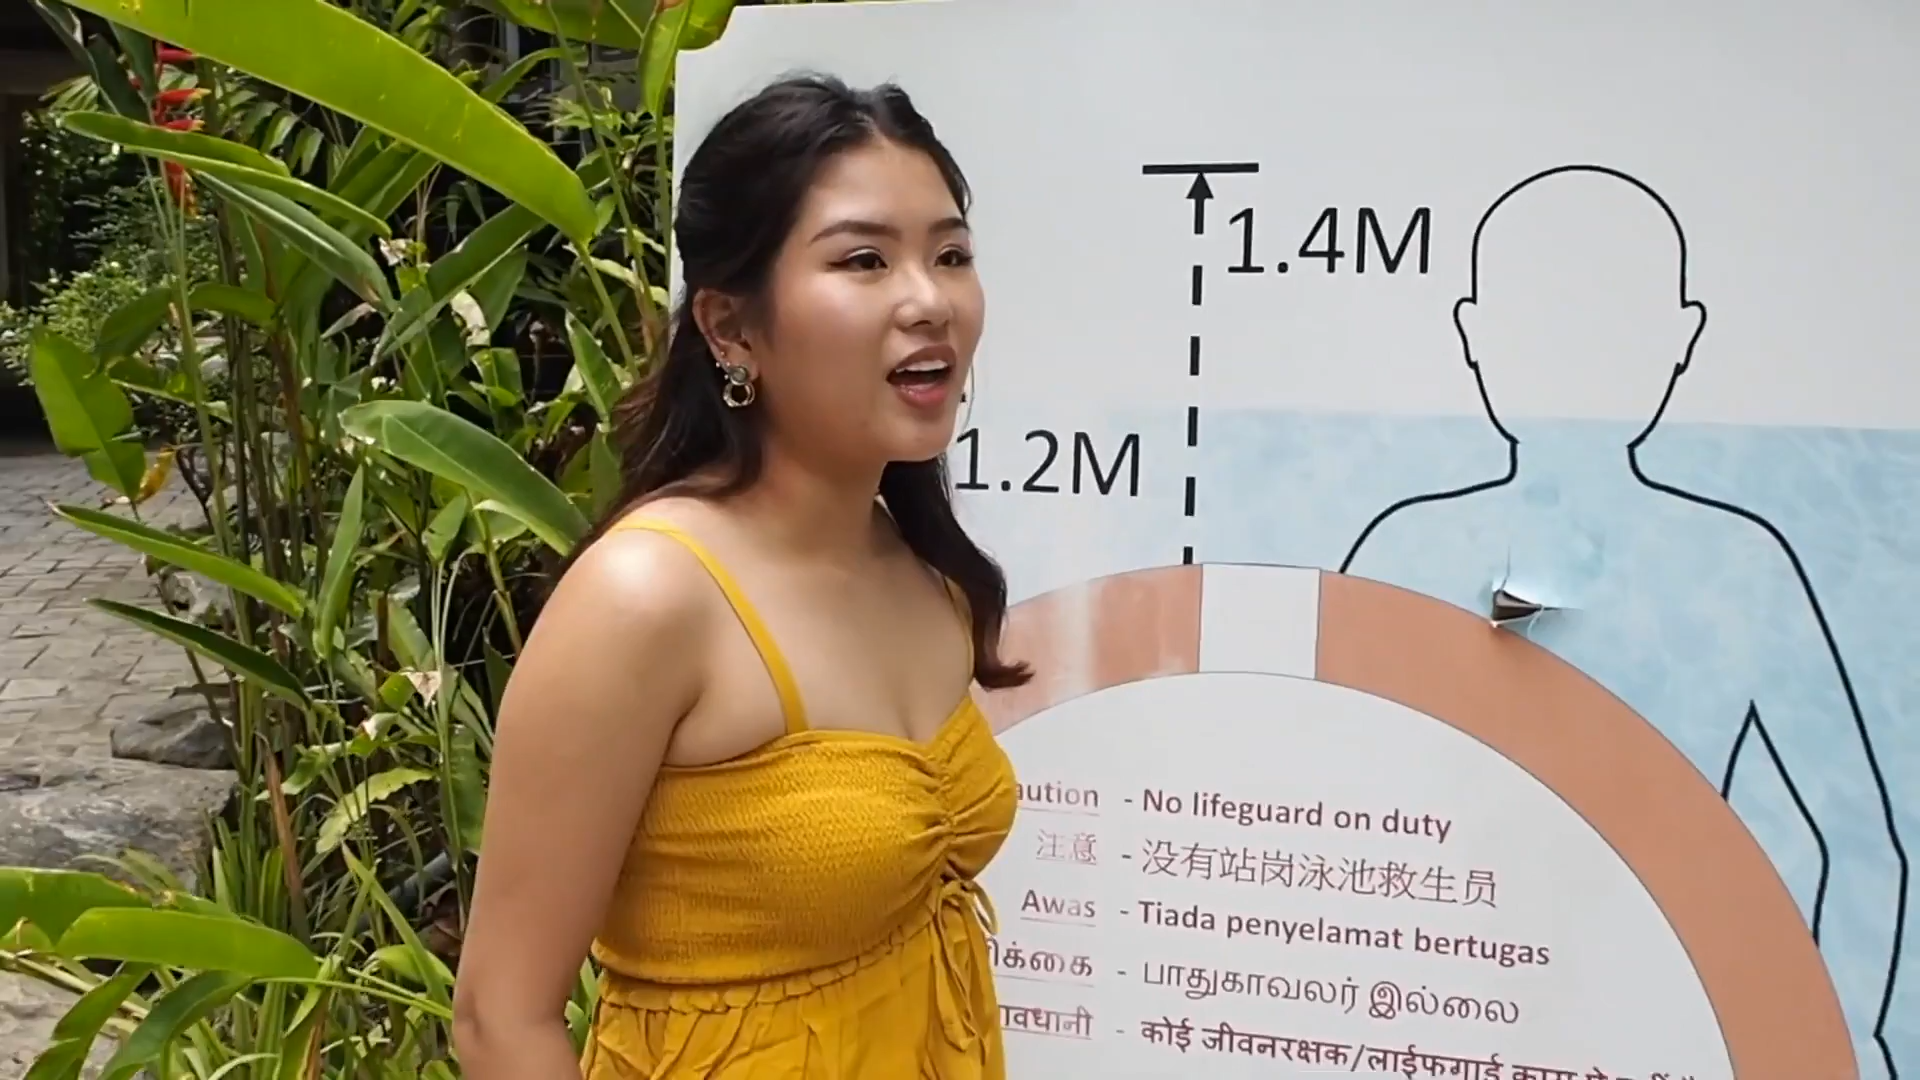 1.4M
1.2M
- No lifeguard on duty
注意 - 没有站岗泳池救生员
Awas - Tiada penyelamat bertugas
- பாதுகாவலர் இல்லை
- कोई जीवनरक्षक/लाईफगार्ड